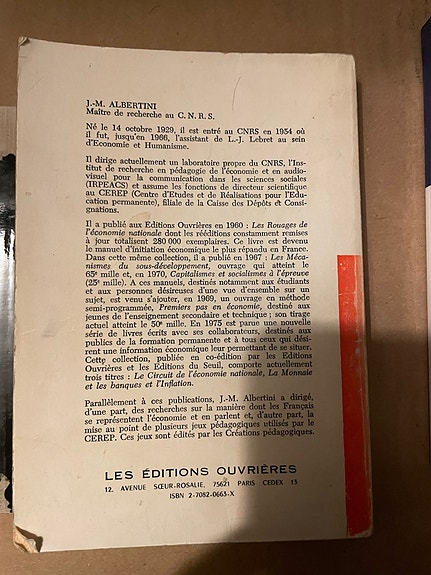 J.-M. ALBERTINI
Maître de recherche au C.N.R.S.
Né le 14 octobre 1929, il est entré au CNRS en 1954 où
il fut, jusqu'en 1966, l'assistant de L.-J. Lebret au sein
d'Economie et Humanisme.
Il dirige actuellement un laboratoire propre du CNRS, l'Ins-
titut de recherche en pédagogie de l'économie et en audio-
visuel pour la communication dans les sciences sociales
(IRPEACS) et assume les fonctions de directeur scientifique
au CEREP (Centre d'Etudes et de Réalisations pour l'Edu-
cation permanente), filiale de la Caisse des Dépôts et Consi-
gnations.
Il a publié aux Editions Ouvrières en 1960 : Les Rouages de
l'économie nationale dont les rééditions constamment remises
à jour totalisent 280 000 exemplaires. Ce livre est devenu
le manuel d'initiation économique le plus répandu en France.
Dans cette même collection, il a publié en 1967 : Les Méca-
nismes du sous-développement, ouvrage qui atteint le
65e mille, et, en 1970, Capitalismes et socialismes à l'épreuve
(25e mille). A ces manuels, destinés notamment aux étudiants
et aux personnes désireuses d'une vue d'ensemble sur un
sujet, est venu s'ajouter, en 1969, un ouvrage en méthode
semi-programmée, Premiers pas en économie, destiné aux
jeunes de l'enseignement secondaire et technique ; son tirage
actuel atteint le 50e mille. En 1975 est parue une nouvelle
série de livres écrits avec ses collaborateurs, destinés aux
publics de la formation permanente et à tous ceux qui dési-
rent une information économique leur permettant de se situer.
Cette collection, publiée en co-édition par les Editions
Ouvrières et les Editions du Seuil, comporte actuellement
trois titres : Le Circuit de l'économie nationale, La Monnaie
et les banques et l'Inflation.
Parallèlement à ces publications, J.-M. Albertini a dirigé,
d'une part, des recherches sur la manière dont les Français
se représentent l'économie et en parlent et, d'autre part, la
mise au point de plusieurs jeux pédagogiques utilisés par le
CEREP. Ces jeux sont édités par les Créations pédagogiques.
LES ÉDITIONS OUVRIÈRES
12, AVENUE SŒUR-ROSALIE, 75621 PARIS CEDEX 13
ISBN 2-7082-0663-X